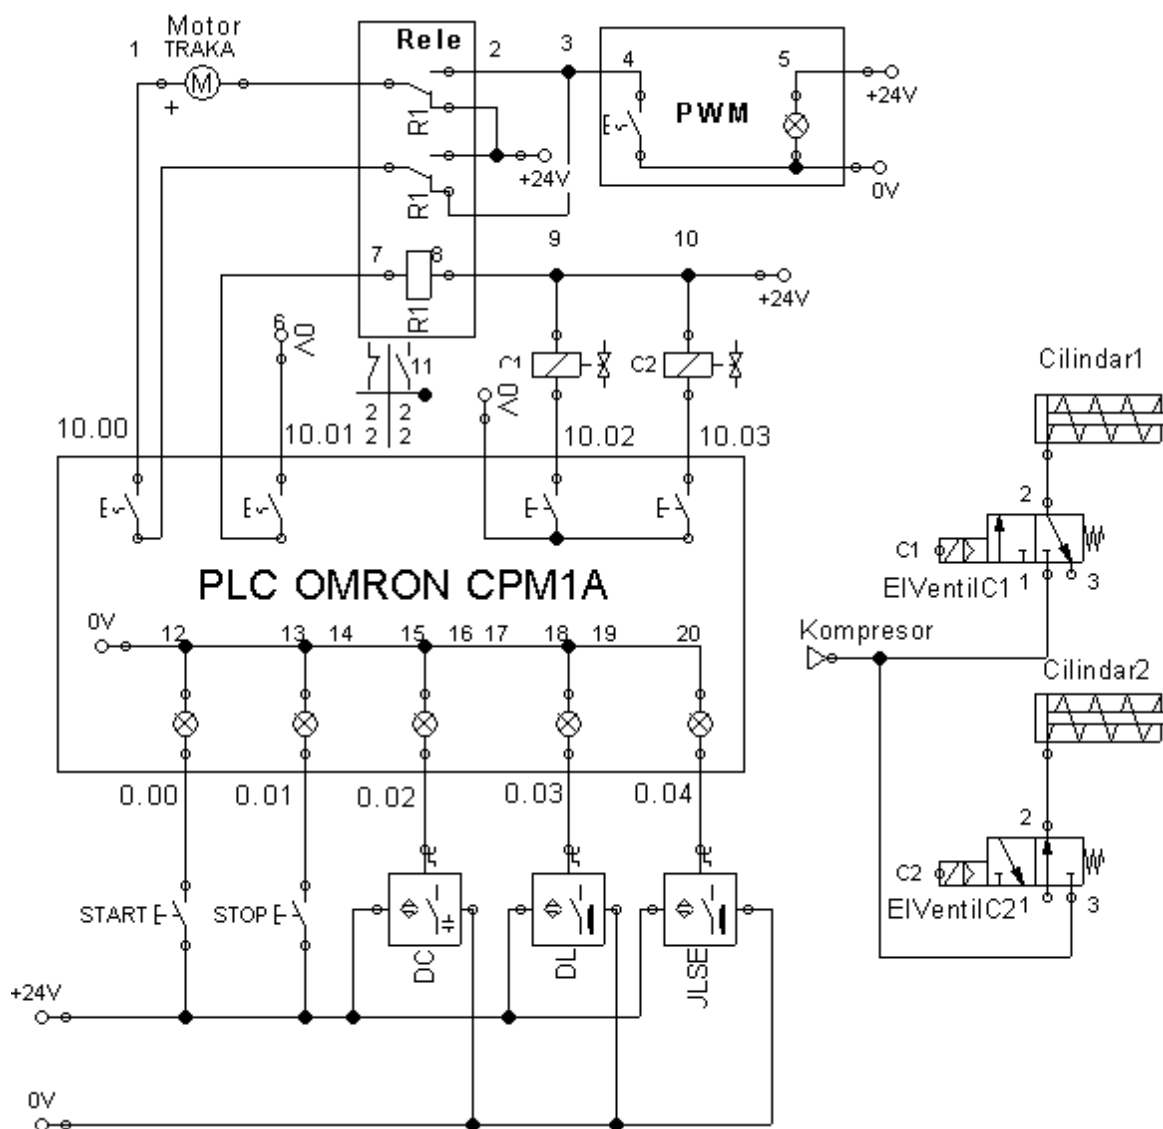 Motor
1 TRAKA
+
M
Rele
2
3
4
5
R1
R1
+24V
PWM
+24V
0V
7
8
R1
9
10
+24V
6
0V
11
2 2
2 2
0V
C1
C2
10.00
10.01
10.02
10.03
PLC OMRON CPM1A
0V
12
13
14
15
16
17
18
19
20
0.00
0.01
0.02
0.03
0.04
START
STOP
DC
DL
JLSE
+24V
0V
Cilindar1
2
C1
1
3
ElVentilC1
Kompresor
Cilindar2
2
C2
1
3
ElVentilC2